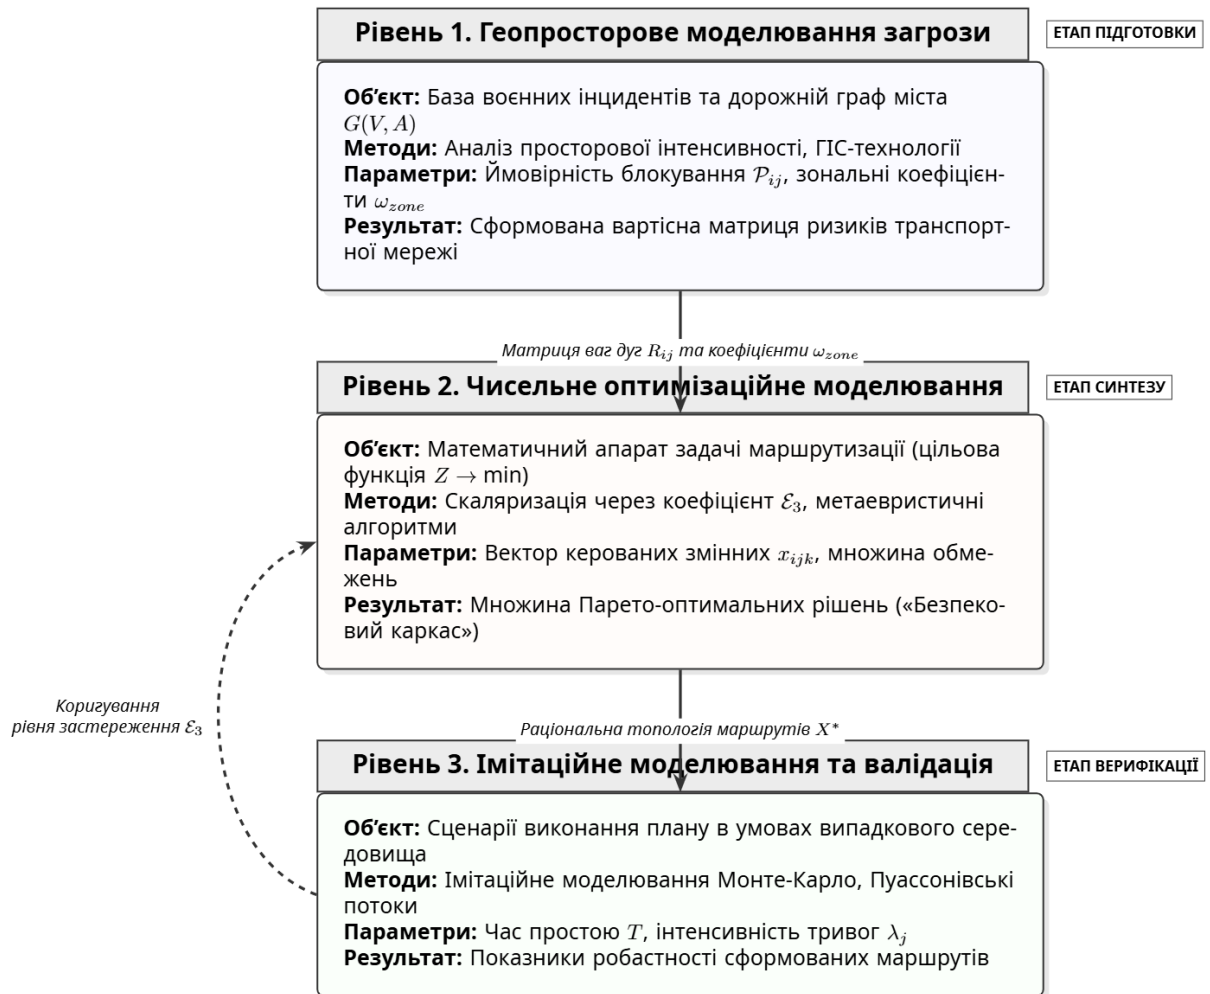 Рівень 1. Геопросторове моделювання загрози
ЕТАП ПІДГОТОВКИ
Об’єкт: База воєнних інцидентів та дорожній граф міста
G(V, A)
Методи: Аналіз просторової інтенсивності, ГІС-технології
Параметри: Ймовірність блокування 𝒫ᵢⱼ, зональні коефіцієн-
ти ω_zone
Результат: Сформована вартісна матриця ризиків транспорт-
ної мережі
Матриця ваг дуг R_ij та коефіцієнти ω_zone
Рівень 2. Чисельне оптимізаційне моделювання
ЕТАП СИНТЕЗУ
Об’єкт: Математичний апарат задачі маршрутизації (цільова
функція Z → min)
Методи: Скаляризація через коефіцієнт ℰ₃, метаевристичні
алгоритми
Параметри: Вектор керованих змінних x_ijk, множина обме-
жень
Результат: Множина Парето-оптимальних рішень («Безпеко-
вий каркас»)
Коригування
рівня застереження ℰ₃
Раціональна топологія маршрутів X*
Рівень 3. Імітаційне моделювання та валідація
ЕТАП ВЕРИФІКАЦІЇ
Об’єкт: Сценарії виконання плану в умовах випадкового сере-
довища
Методи: Імітаційне моделювання Монте-Карло, Пуассонівські
потоки
Параметри: Час простою T, інтенсивність тривог λ_j
Результат: Показники робастності сформованих маршрутів